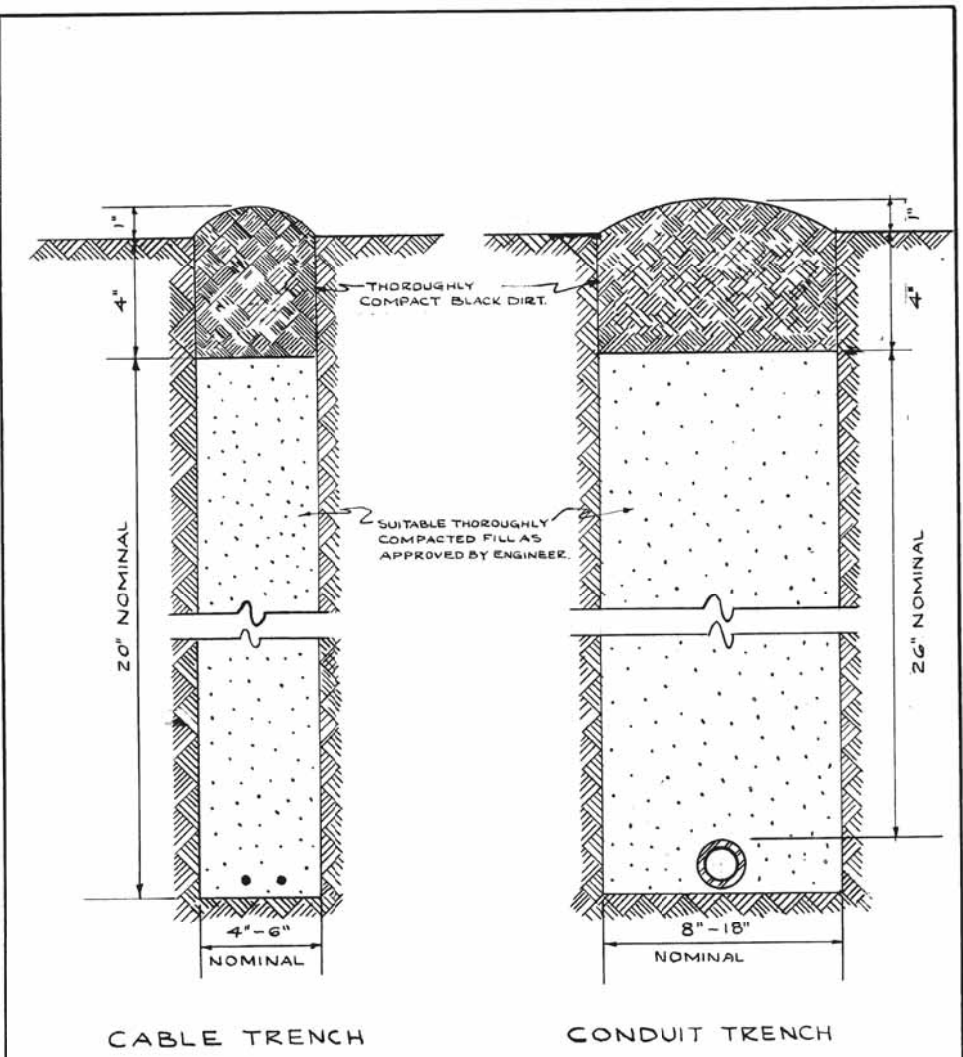 1"
4"
20" NOMINAL
THOROUGHLY
COMPACT BLACK DIRT.
SUITABLE THOROUGHLY
COMPACTED FILL AS
APPROVED BY ENGINEER.
1"
4"
26" NOMINAL
4"-6"
NOMINAL
8"-18"
NOMINAL
CABLE TRENCH
CONDUIT TRENCH